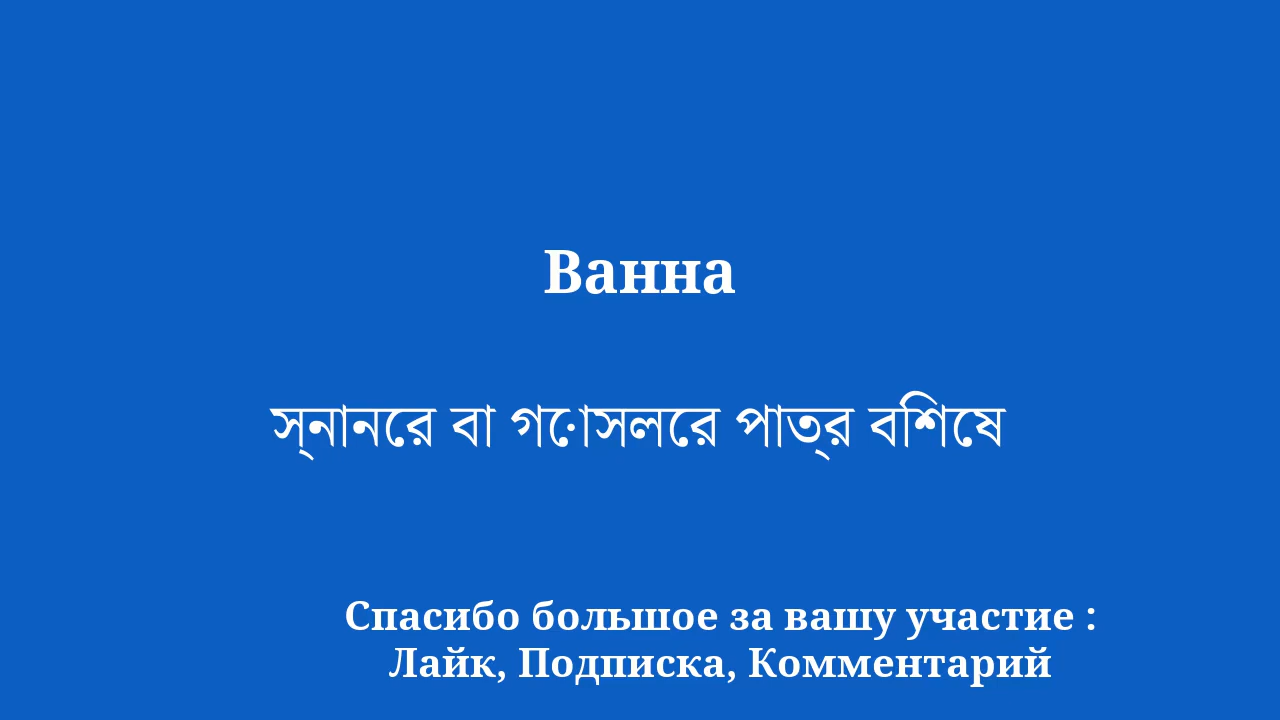 Ванна
স্নানের বা গোসলের পাত্র বিশেষ
Спасибо большое за вашу участие :
Лайк, Подписка, Комментарий